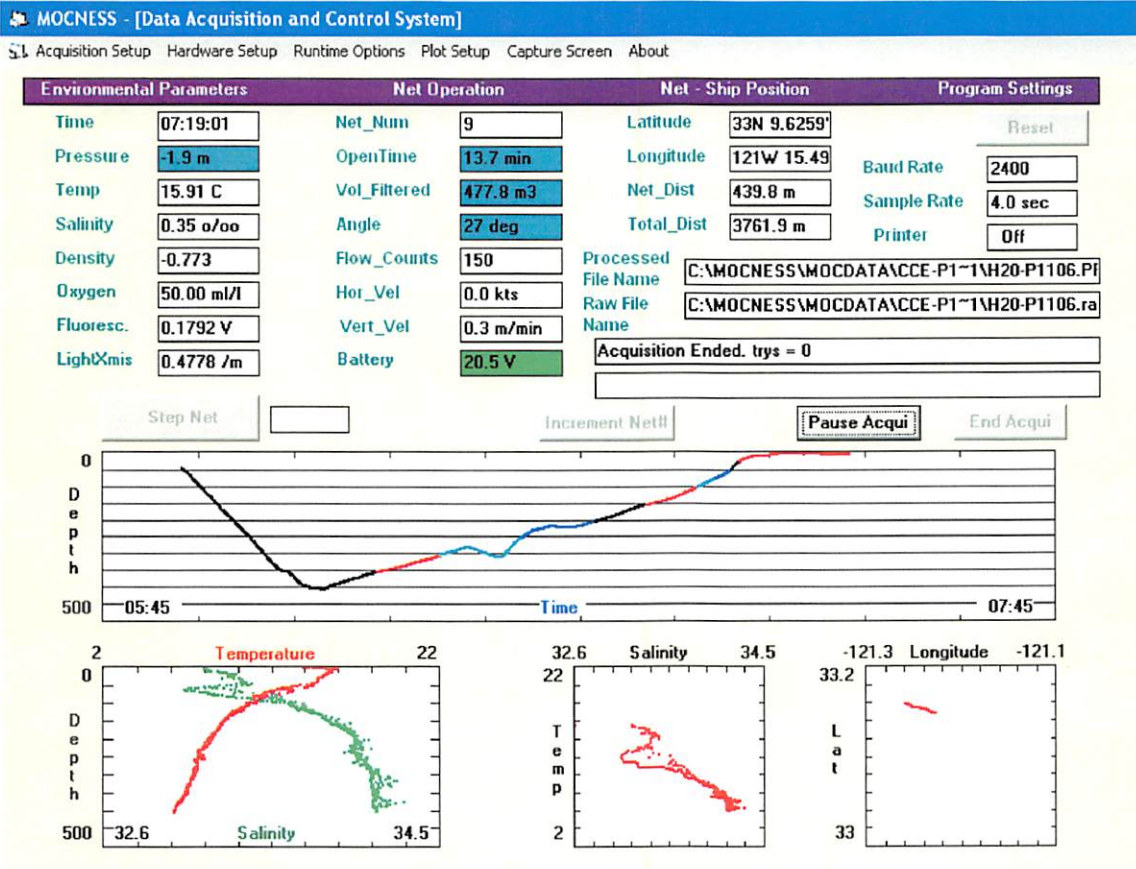 MOCNESS - [Data Acquisition and Control System]
Acquisition Setup Hardware Setup Runtime Options Plot Setup Capture Screen About
Environmental Parameters Net Operation Net - Ship Position Program Settings
Time 07:19:01 Net_Num 9 Latitude 33N 9.6259' Reset
Pressure -1.9 m OpenTime 13.7 min Longitude 121W 15.49 Baud Rate 2400
Temp 15.91 C Vol_Filtered 477.8 m3 Net_Dist 439.8 m Sample Rate 4.0 sec
Salinity 0.35 o/oo Angle 27 deg Total_Dist 3761.9 m Printer Off
Density -0.773 Flow_Counts 150 Processed File Name C:\MOCNESS\MOCDATA\CCE-P1~1\H20-P1106.PI
Oxygen 50.00 ml/l Hor_Vel 0.0 kts Raw File Name C:\MOCNESS\MOCDATA\CCE-P1~1\H20-P1106.ra
Fluoresc. 0.1792 V Vert_Vel 0.3 m/min
LightXmis 0.4778 /m Battery 20.5 V Acquisition Ended. trys = 0
Step Net Increment Net# Pause Acqui End Acqui
0
Depth
500 05:45 Time 07:45
2 Temperature 22
0
Depth
500 32.6 Salinity 34.5
32.6 Salinity 34.5
22
Temp
2
-121.3 Longitude -121.1
33.2
Lat
33